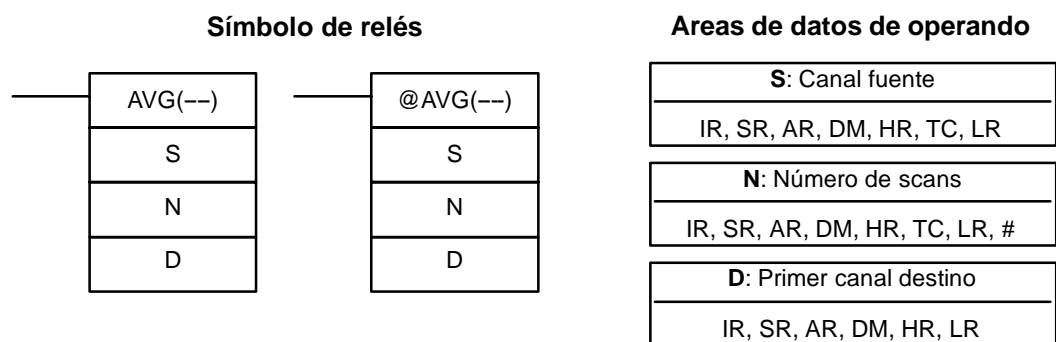 Símbolo de relés
AVG(–––)
S
N
D
@AVG(–––)
S
N
D
Areas de datos de operando
S: Canal fuente
IR, SR, AR, DM, HR, TC, LR
N: Número de scans
IR, SR, AR, DM, HR, TC, LR, #
D: Primer canal destino
IR, SR, AR, DM, HR, LR